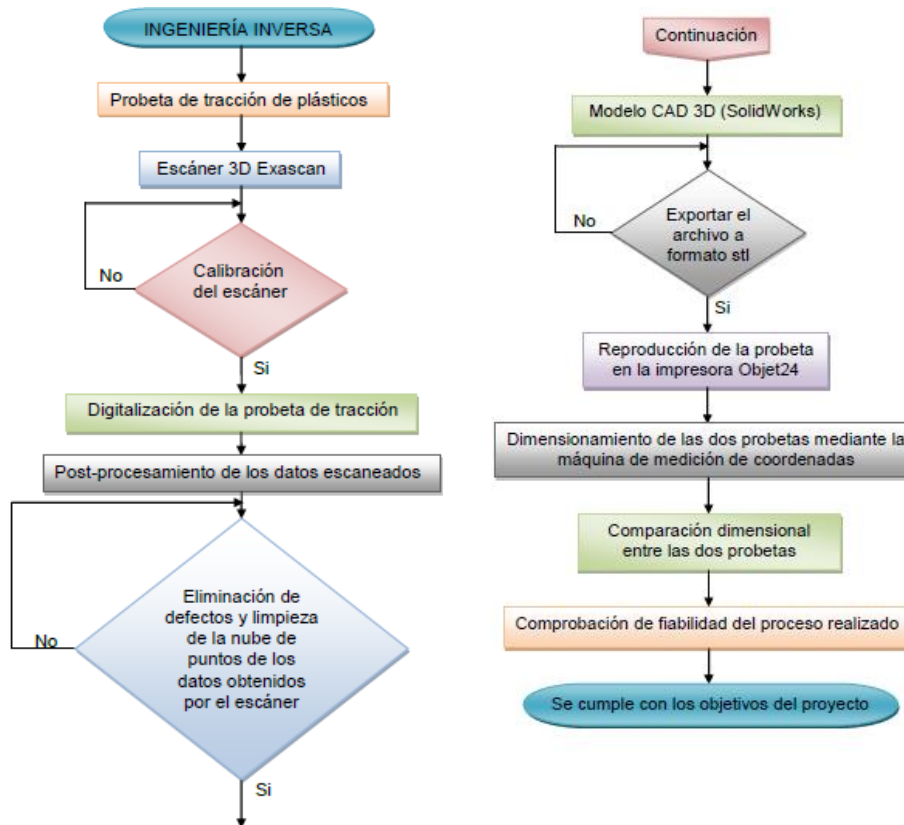 INGENIERÍA INVERSA
Probeta de tracción de plásticos
Escáner 3D Exascan
No
Calibración
del escáner
Si
Digitalización de la probeta de tracción
Post-procesamiento de los datos escaneados
No
Eliminación de
defectos y limpieza
de la nube de
puntos de los
datos obtenidos
por el escáner
Si
Continuación
Modelo CAD 3D (SolidWorks)
No
Exportar el
archivo a
formato stl
Si
Reproducción de la probeta
en la impresora Objet24
Dimensionamiento de las dos probetas mediante la
máquina de medición de coordenadas
Comparación dimensional
entre las dos probetas
Comprobación de fiabilidad del proceso realizado
Se cumple con los objetivos del proyecto